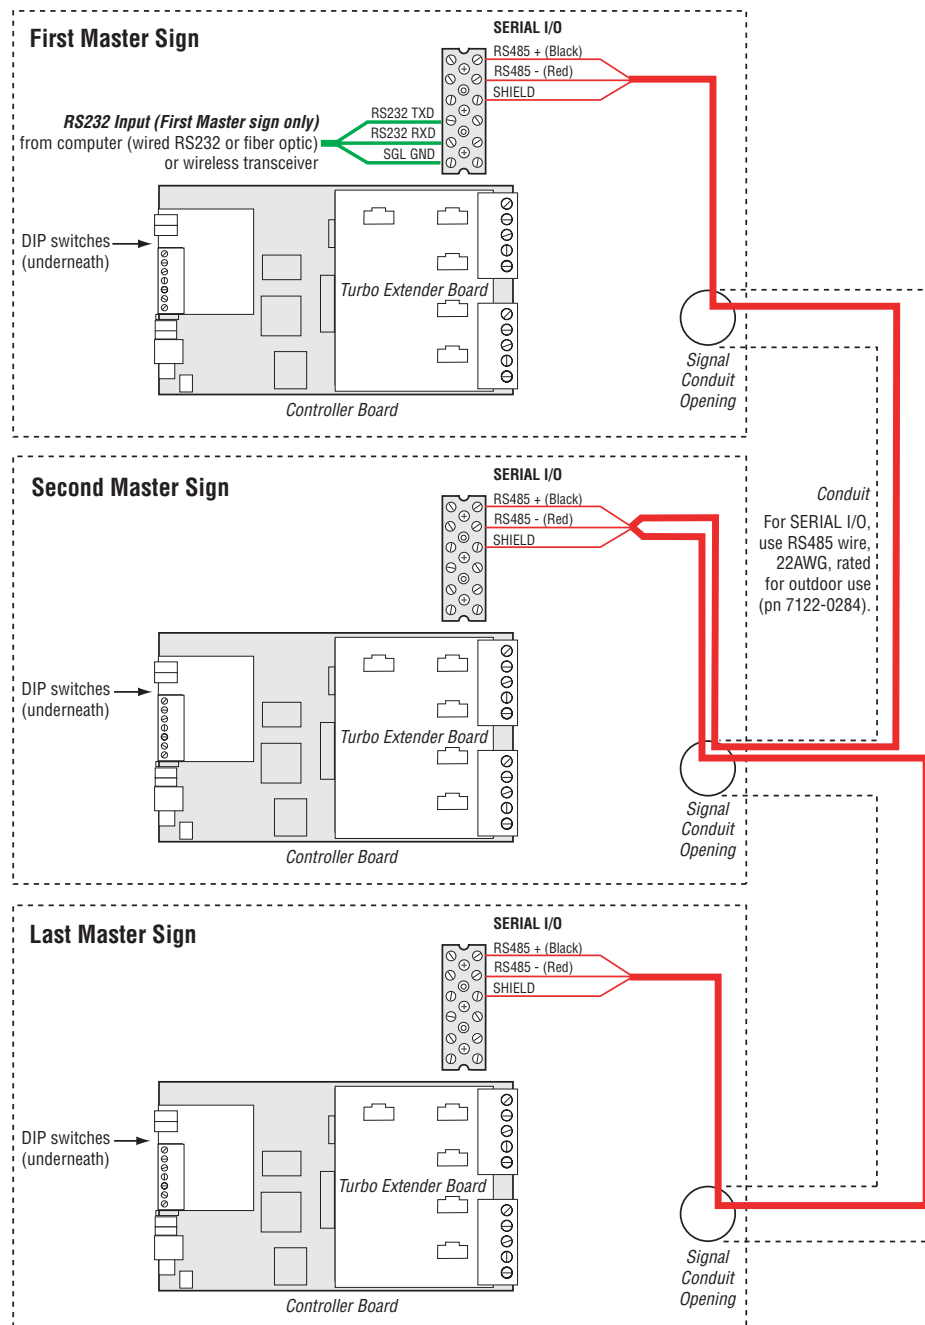 First Master Sign
SERIAL I/O
RS485 + (Black)
RS485 - (Red)
SHIELD
RS232 TXD
RS232 RXD
SGL GND
RS232 Input (First Master sign only)
from computer (wired RS232 or fiber optic)
or wireless transceiver
DIP switches
(underneath)
Turbo Extender Board
Controller Board
Signal
Conduit
Opening
Second Master Sign
SERIAL I/O
RS485 + (Black)
RS485 - (Red)
SHIELD
Conduit
For SERIAL I/O,
use RS485 wire,
22AWG, rated
for outdoor use
(pn 7122-0284).
DIP switches
(underneath)
Turbo Extender Board
Controller Board
Signal
Conduit
Opening
Last Master Sign
SERIAL I/O
RS485 + (Black)
RS485 - (Red)
SHIELD
DIP switches
(underneath)
Turbo Extender Board
Controller Board
Signal
Conduit
Opening